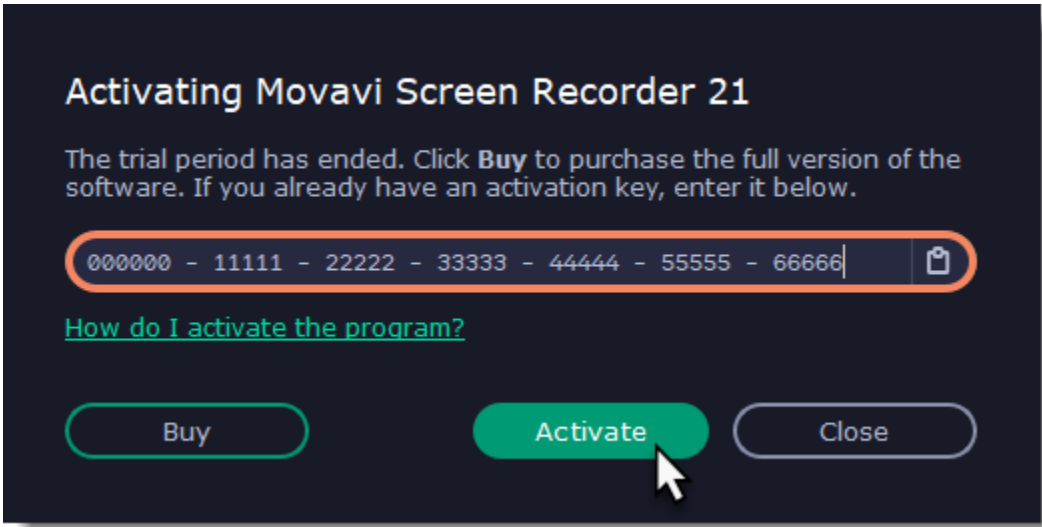 Activating Movavi Screen Recorder 21
The trial period has ended. Click Buy to purchase the full version of the
software. If you already have an activation key, enter it below.
000000 - 11111 - 22222 - 33333 - 44444 - 55555 - 66666
How do I activate the program?
Buy
Activate
Close